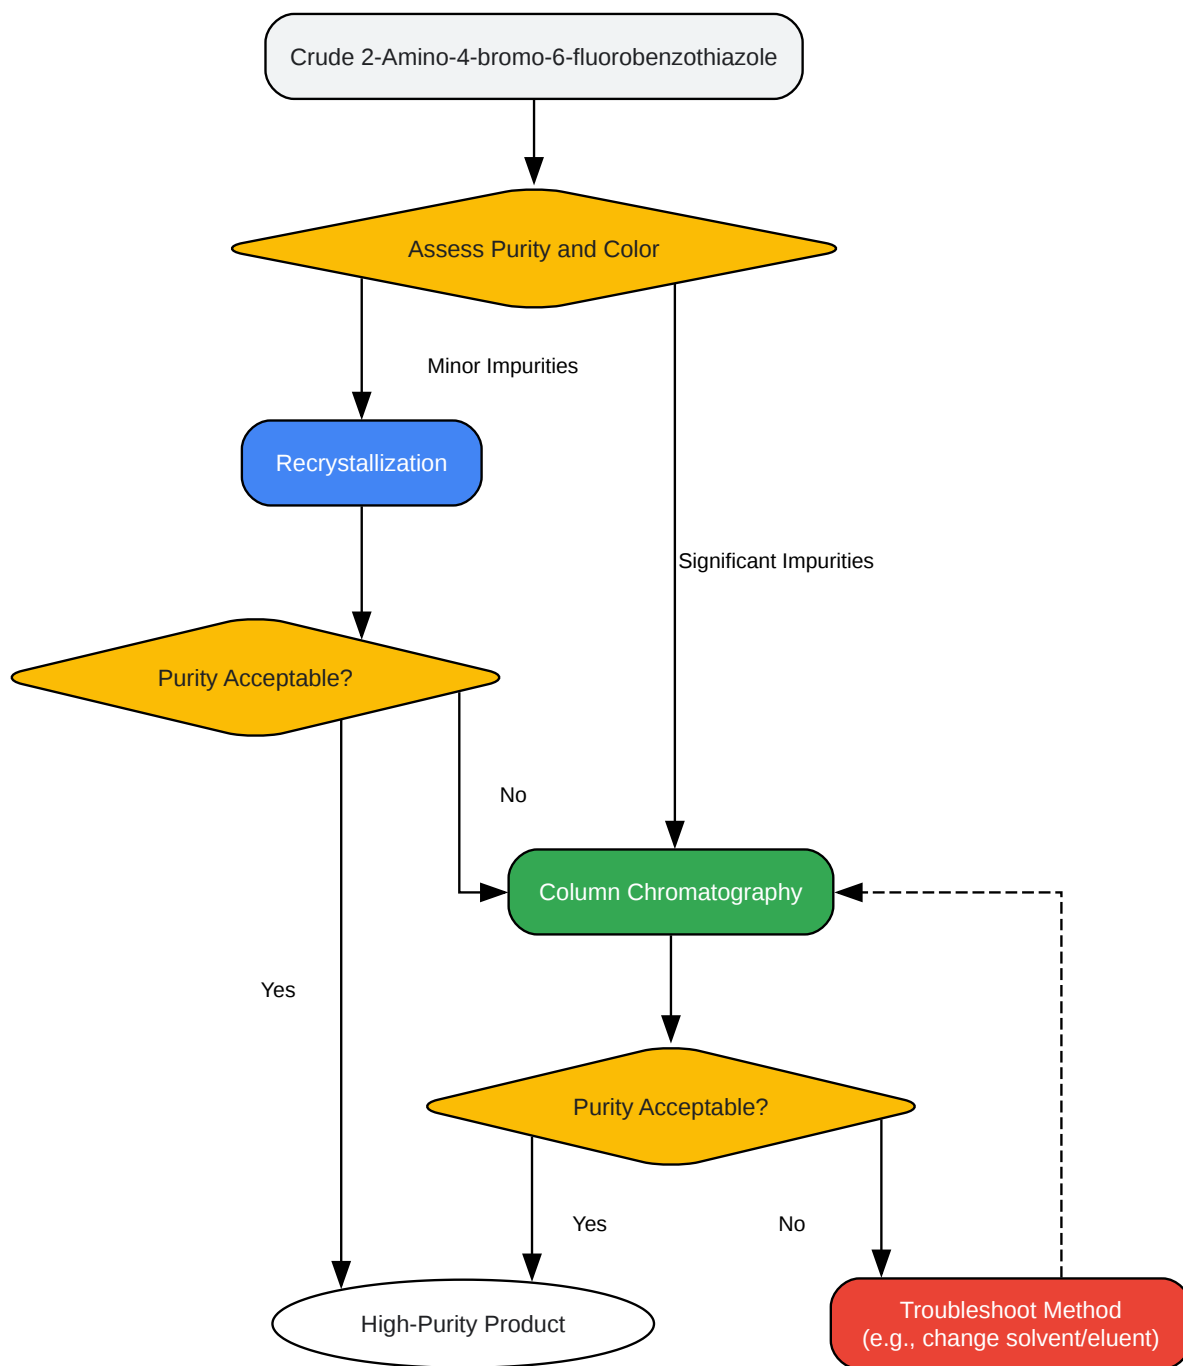 Crude 2-Amino-4-bromo-6-fluorobenzothiazole
Assess Purity and Color
Minor Impurities
Recrystallization
Significant Impurities
Purity Acceptable?
No
Column Chromatography
Yes
Purity Acceptable?
Yes
No
High-Purity Product
Troubleshoot Method
(e.g., change solvent/eluent)